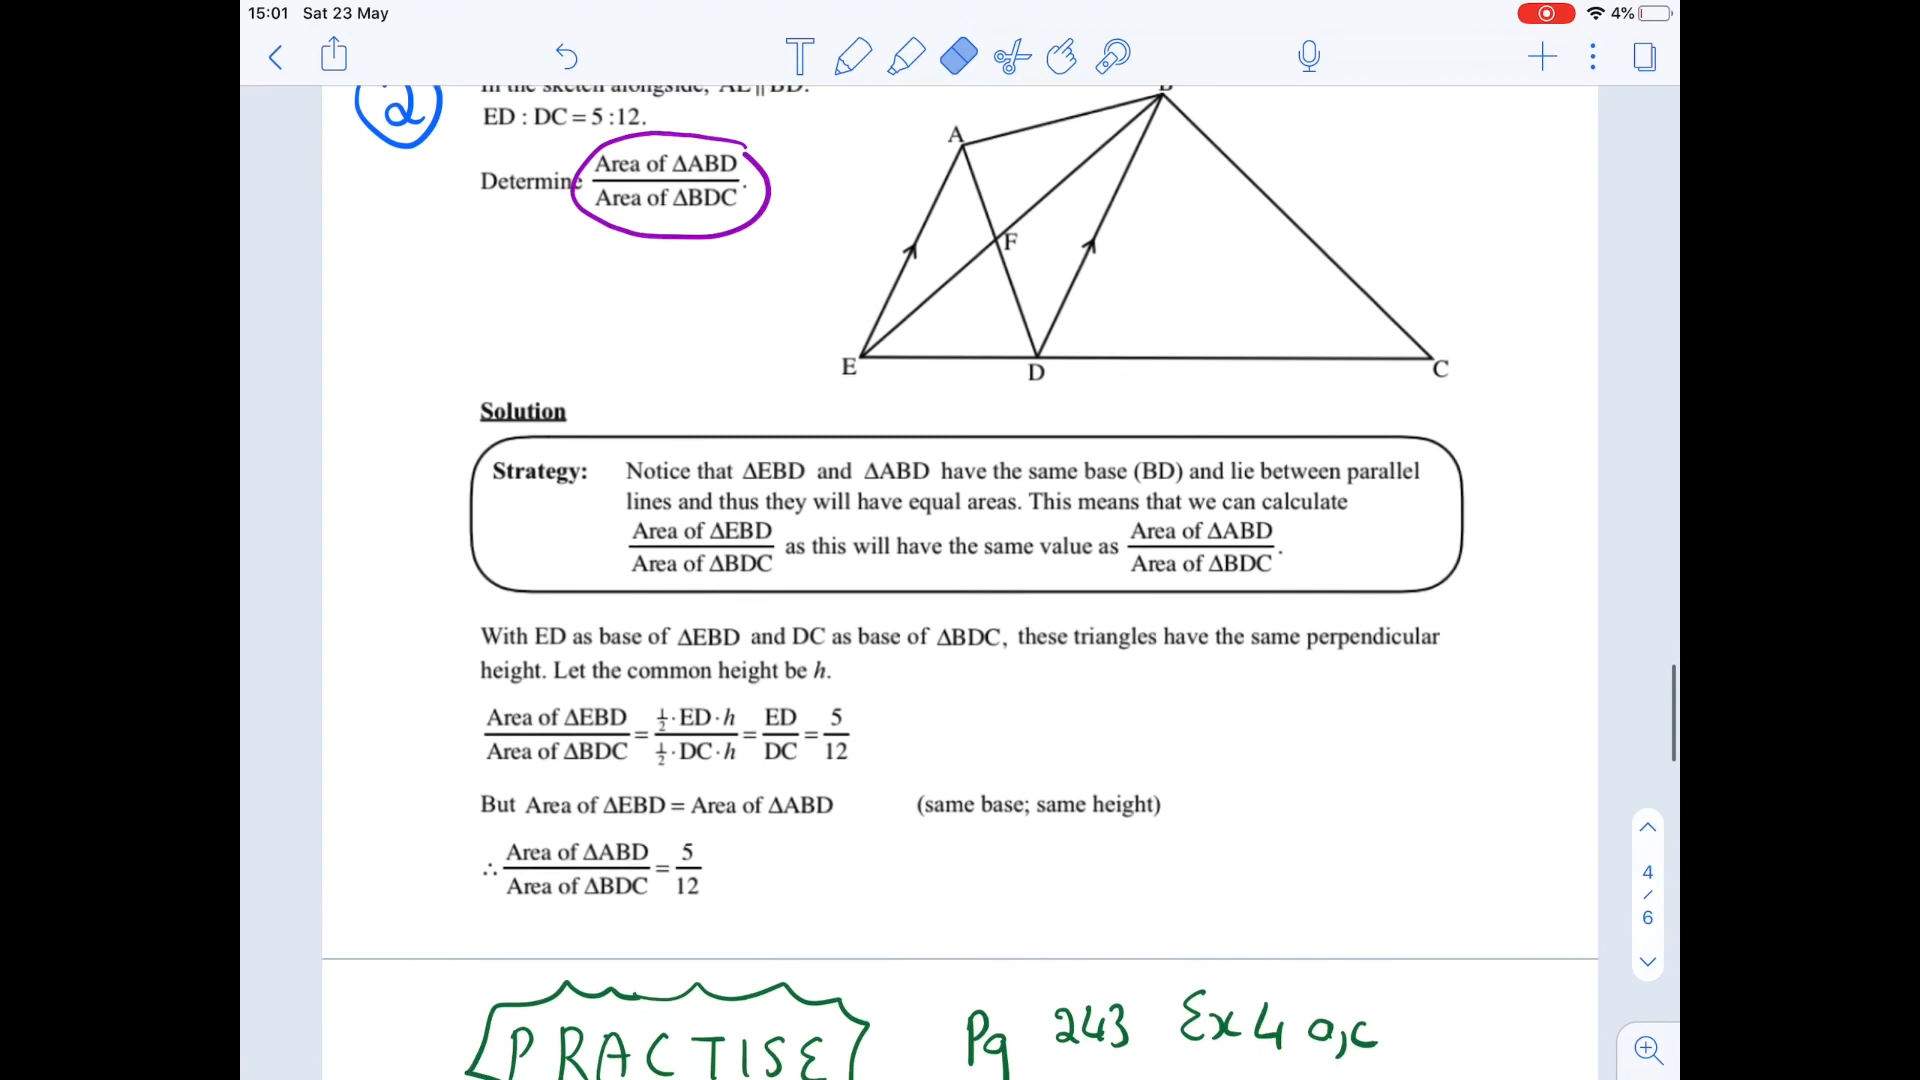 15:01 Sat 23 May
4%
2
In the sketch alongside, AE || BD.
ED : DC = 5 :12.
Determine Area of ΔABD / Area of ΔBDC.
B
A
F
E
D
C
Solution
Strategy: Notice that ΔEBD and ΔABD have the same base (BD) and lie between parallel
lines and thus they will have equal areas. This means that we can calculate
Area of ΔEBD / Area of ΔBDC as this will have the same value as Area of ΔABD / Area of ΔBDC.
With ED as base of ΔEBD and DC as base of ΔBDC, these triangles have the same perpendicular
height. Let the common height be h.
Area of ΔEBD / Area of ΔBDC = ½·ED·h / ½·DC·h = ED / DC = 5 / 12
But Area of ΔEBD = Area of ΔABD (same base; same height)
∴ Area of ΔABD / Area of ΔBDC = 5 / 12
4
/
6
PRACTISE Pg 243 Ex 4 a,c